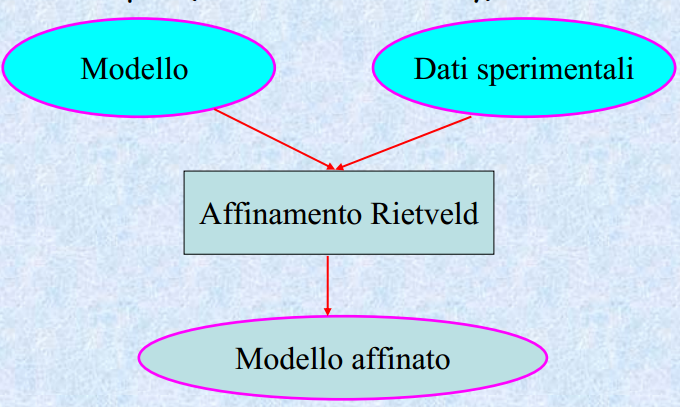 Modello
Dati sperimentali
Affinamento Rietveld
Modello affinato